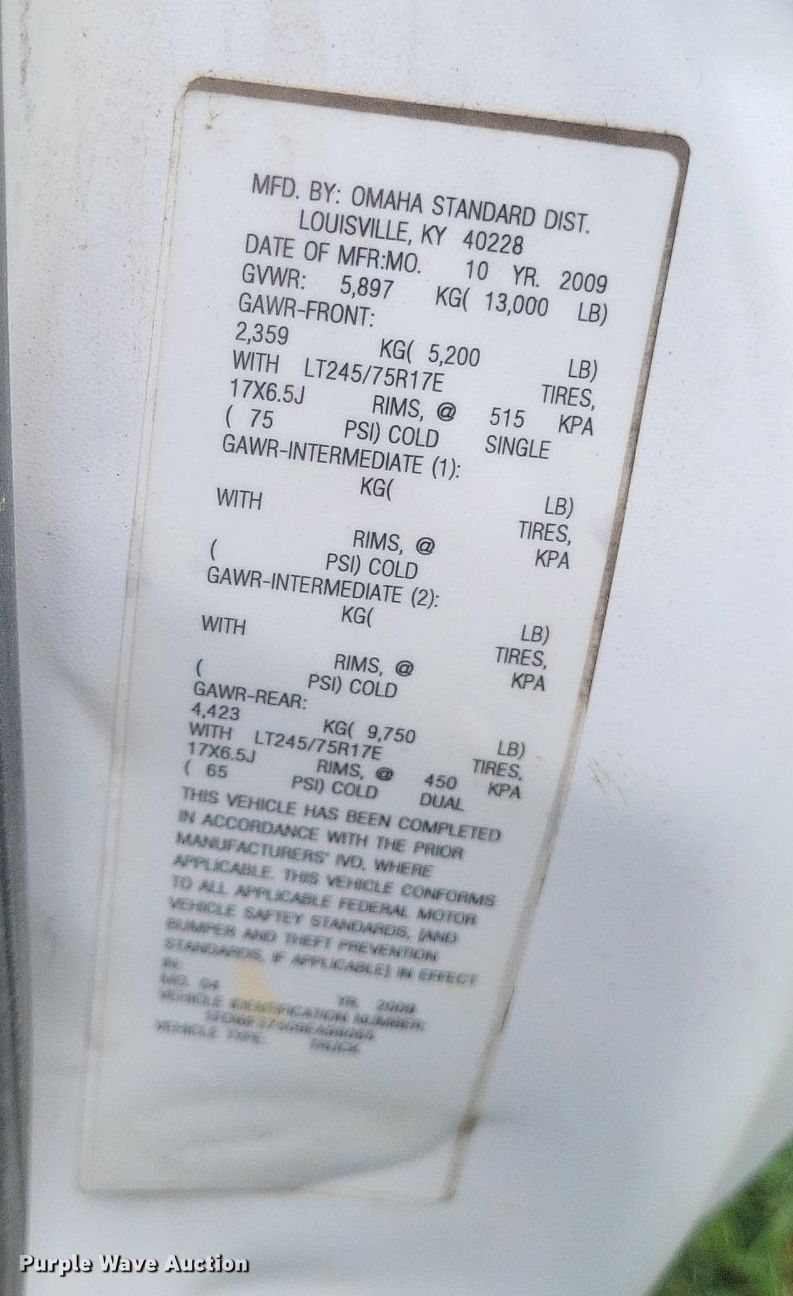 MFD. BY: OMAHA STANDARD DIST.
LOUISVILLE, KY 40228
DATE OF MFR:MO. 10 YR. 2009
GVWR: 5,897 KG( 13,000 LB)
GAWR-FRONT:
2,359 KG( 5,200 LB)
WITH LT245/75R17E TIRES,
17X6.5J RIMS, @ 515 KPA
( 75 PSI) COLD SINGLE
GAWR-INTERMEDIATE (1):
KG( LB)
WITH TIRES,
RIMS, @ KPA
( PSI) COLD
GAWR-INTERMEDIATE (2):
KG( LB)
WITH TIRES,
RIMS, @ KPA
( PSI) COLD
GAWR-REAR:
4,423 KG( 9,750 LB)
WITH LT245/75R17E TIRES,
17X6.5J RIMS, @ 450 KPA
( 65 PSI) COLD DUAL
THIS VEHICLE HAS BEEN COMPLETED
IN ACCORDANCE WITH THE PRIOR
MANUFACTURERS' IVD, WHERE
APPLICABLE. THIS VEHICLE CONFORMS
TO ALL APPLICABLE FEDERAL MOTOR
VEHICLE SAFTEY STANDARDS, [AND
BUMPER AND THEFT PREVENTION
STANDARDS, IF APPLICABLE] IN EFFECT
IN:
MO. 04 YR. 2009
VEHICLE IDENTIFICATION NUMBER:
VEHICLE TYPE: TRUCK
Purple Wave Auction